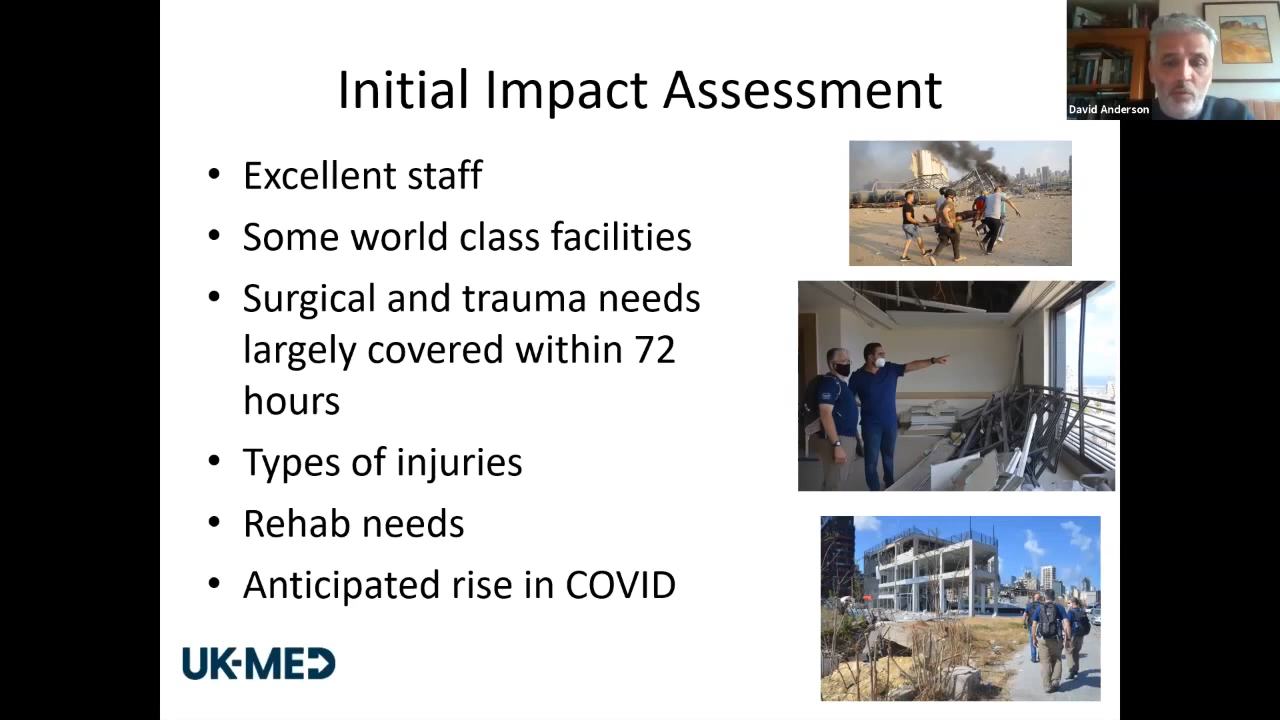 Initial Impact Assessment
David Anderson
• Excellent staff
• Some world class facilities
• Surgical and trauma needs
largely covered within 72
hours
• Types of injuries
• Rehab needs
• Anticipated rise in COVID
UK-MED